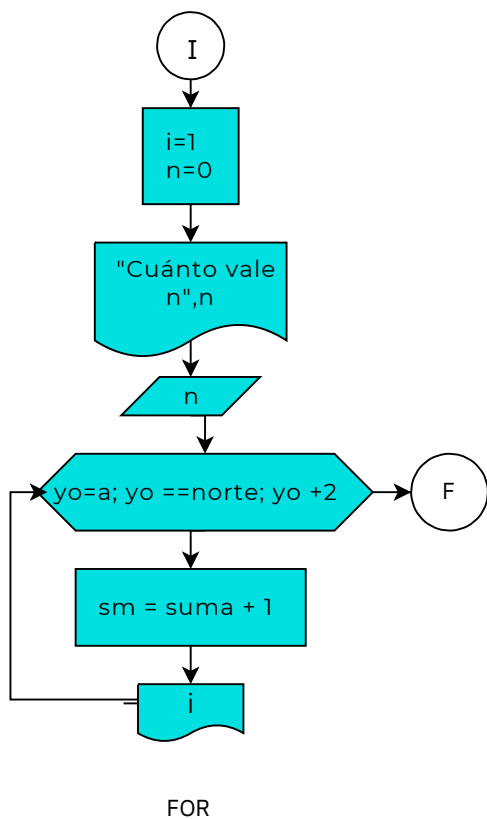 I
i=1
n=0
"Cuánto vale
n",n
n
yo=a; yo ==norte; yo +2
F
sm = suma + 1
i
FOR